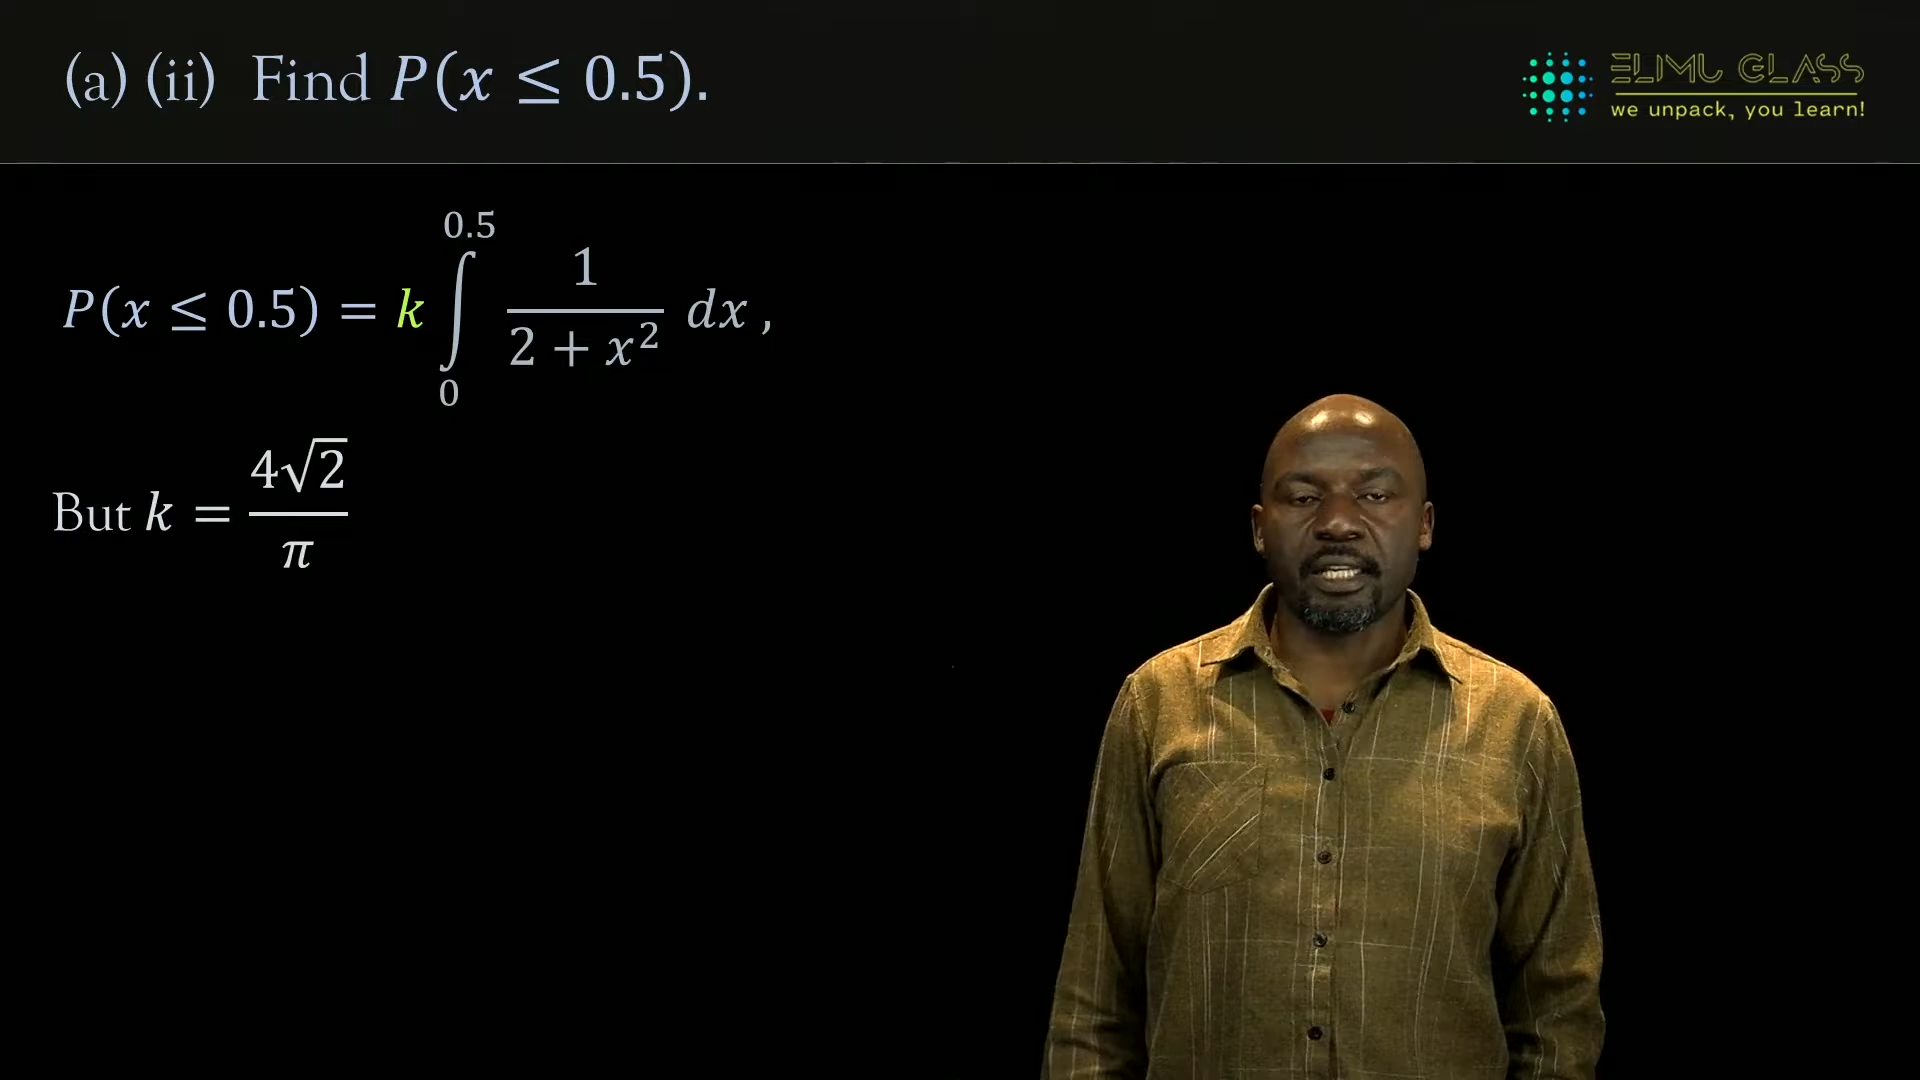 (a) (ii) Find P(x ≤ 0.5).
ELIMU GLASS
we unpack, you learn!
P(x ≤ 0.5) = k ∫₀^0.5 1/(2 + x²) dx ,
But k = 4√2/π